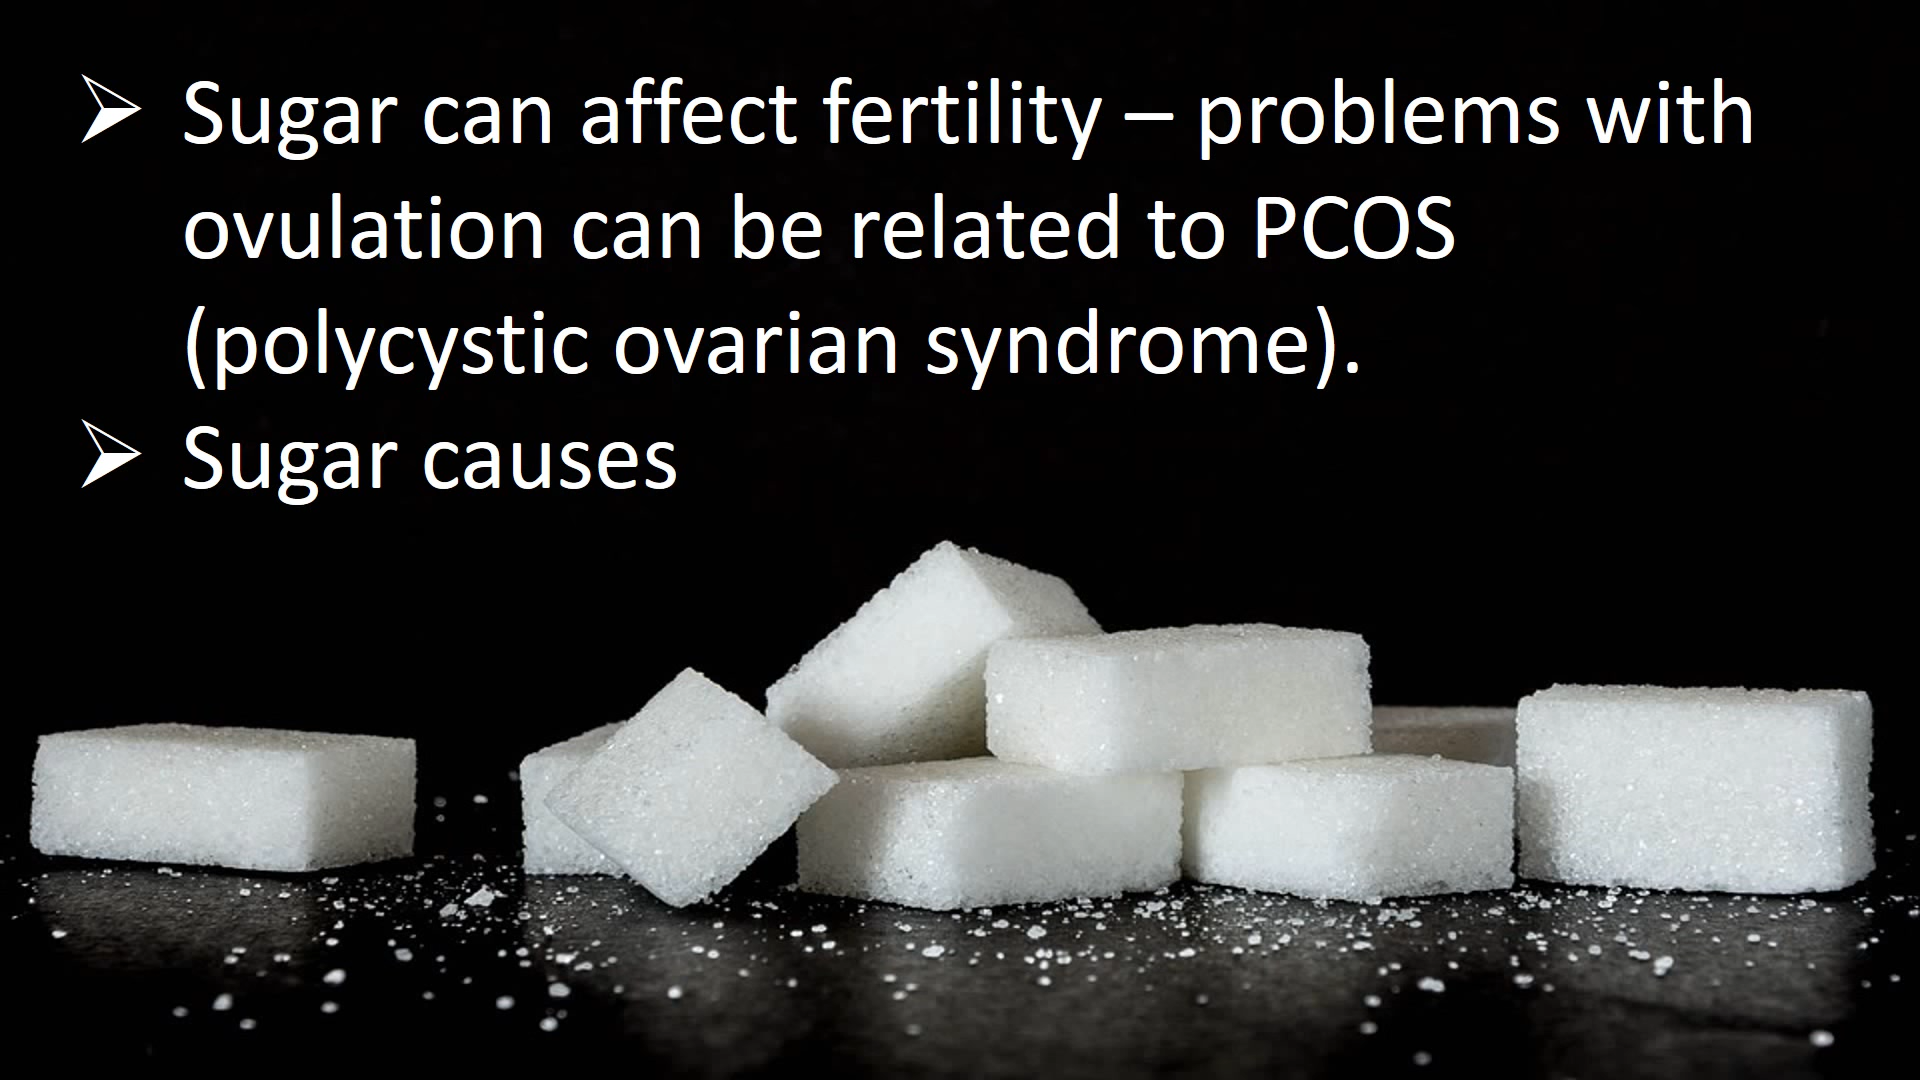 ➢ Sugar can affect fertility – problems with
ovulation can be related to PCOS
(polycystic ovarian syndrome).
➢ Sugar causes